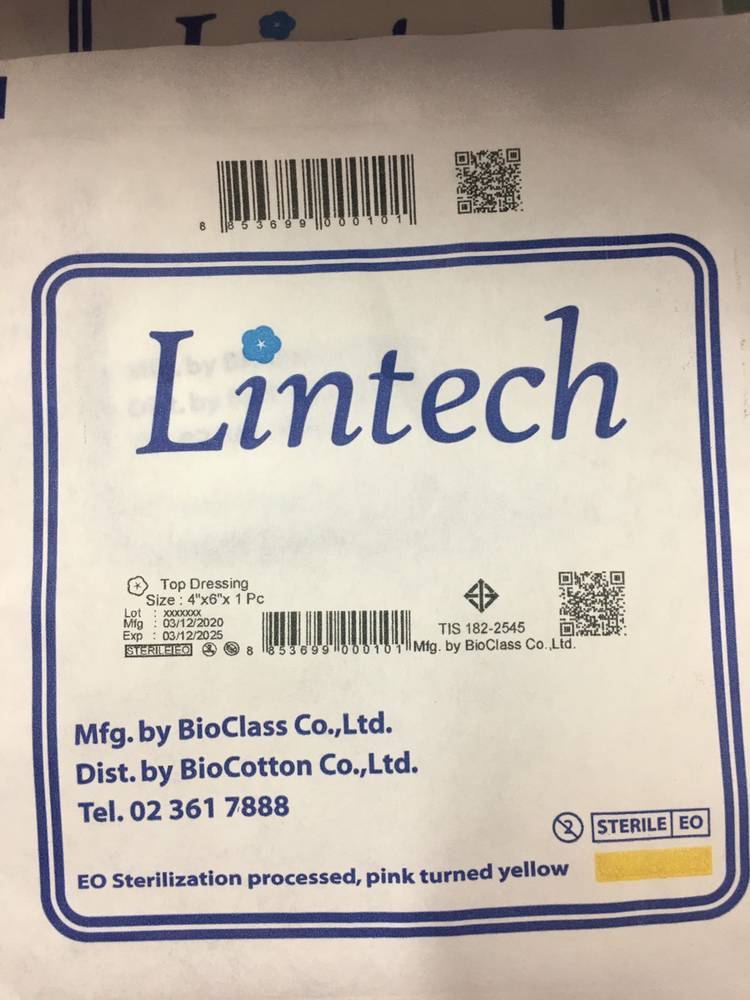 8 853699 000101
Lintech
Top Dressing
Size : 4"x6"x 1 Pc
Lot : xxxxxxx
Mfg : 03/12/2020
Exp : 03/12/2025
STERILE EO 2
8 853699 000101
TIS 182-2545
Mfg. by BioClass Co.,Ltd.
Mfg. by BioClass Co.,Ltd.
Dist. by BioCotton Co.,Ltd.
Tel. 02 361 7888
2 STERILE EO
EO Sterilization processed, pink turned yellow